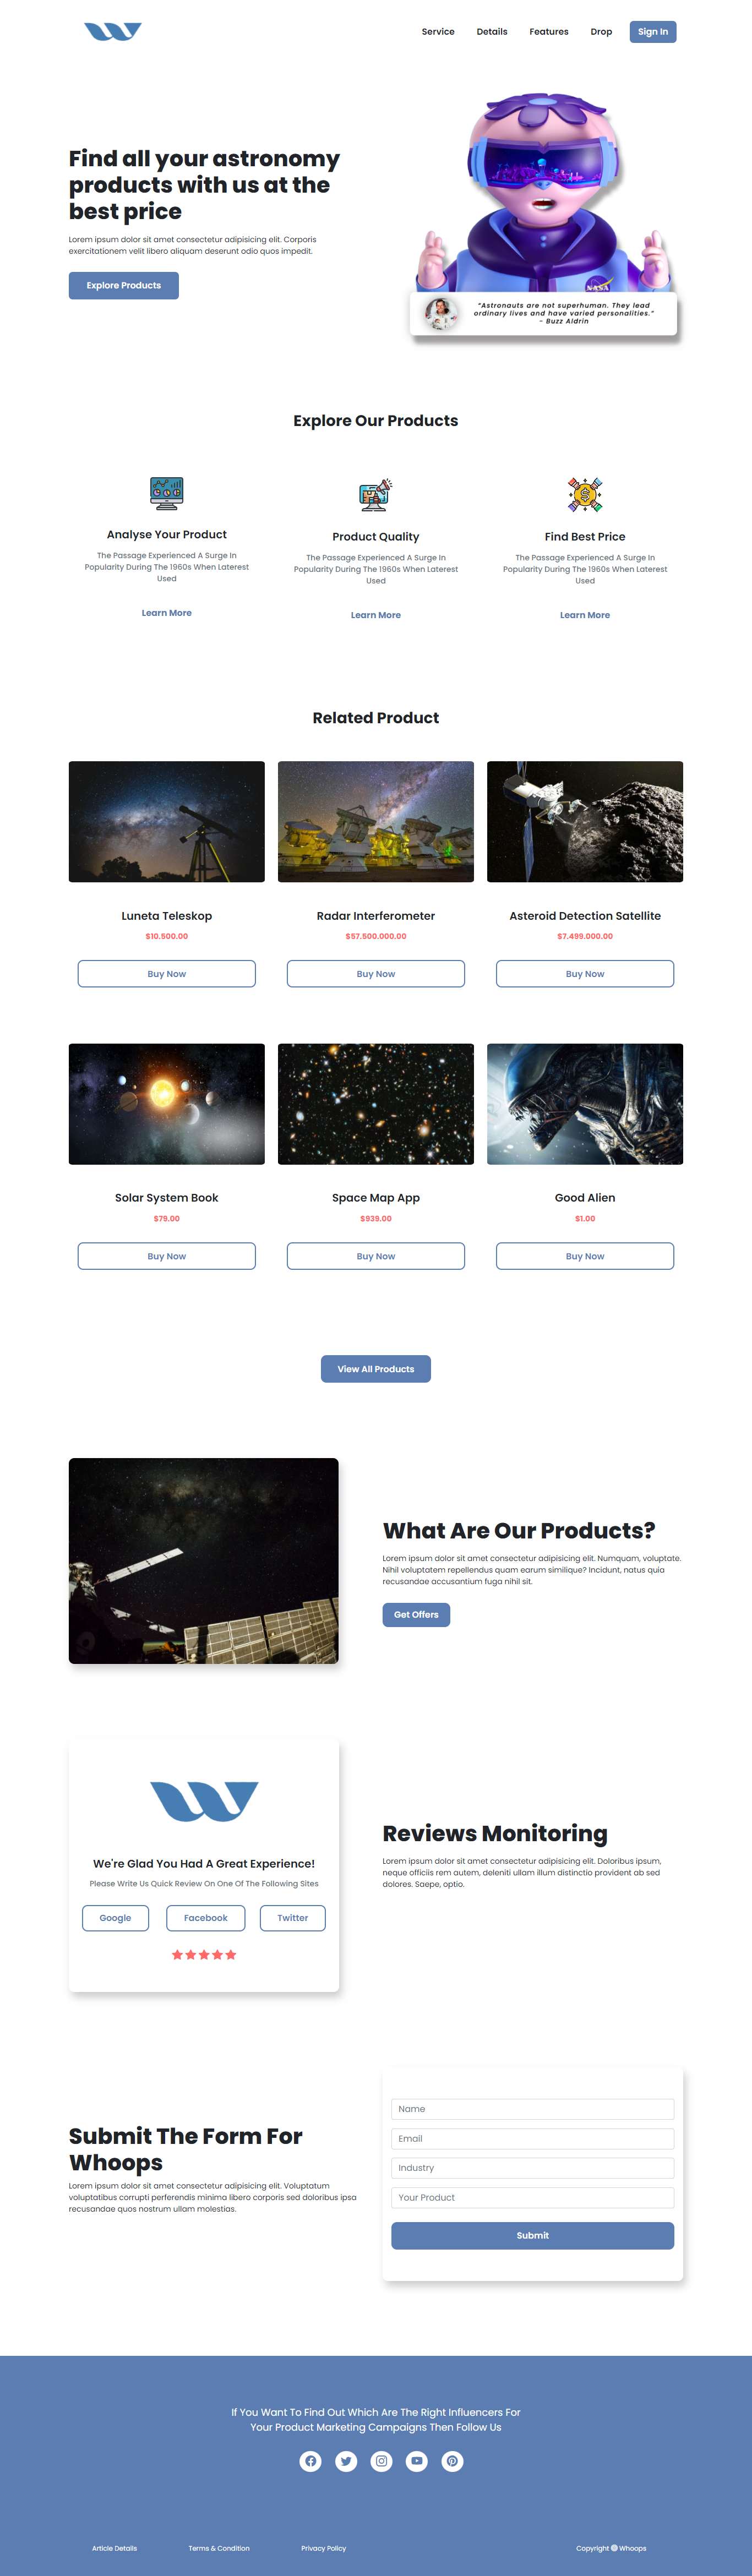 Service Details Features Drop Sign In
Find all your astronomy
products with us at the
best price
Lorem ipsum dolor sit amet consectetur adipisicing elit. Corporis
exercitationem velit libero aliquam deserunt odio quos impedit.
Explore Products
NASA
"Astronauts are not superhuman. They lead
ordinary lives and have varied personalities."
- Buzz Aldrin
Explore Our Products
Analyse Your Product
The Passage Experienced A Surge In
Popularity During The 1960s When Laterest
Used
Learn More
Product Quality
The Passage Experienced A Surge In
Popularity During The 1960s When Laterest
Used
Learn More
Find Best Price
The Passage Experienced A Surge In
Popularity During The 1960s When Laterest
Used
Learn More
Related Product
Luneta Teleskop
$10.500.00
Buy Now
Radar Interferometer
$57.500.000.00
Buy Now
Asteroid Detection Satellite
$7.499.000.00
Buy Now
Solar System Book
$79.00
Buy Now
Space Map App
$939.00
Buy Now
Good Alien
$1.00
Buy Now
View All Products
What Are Our Products?
Lorem ipsum dolor sit amet consectetur adipisicing elit. Numquam, voluptate.
Nihil voluptatem repellendus quam earum similique? Incidunt, natus quia
recusandae accusantium fuga nihil sit.
Get Offers
We're Glad You Had A Great Experience!
Please Write Us Quick Review On One Of The Following Sites
Google Facebook Twitter
Reviews Monitoring
Lorem ipsum dolor sit amet consectetur adipisicing elit. Doloribus ipsum,
neque officiis rem autem, deleniti ullam illum distinctio provident ab sed
dolores. Saepe, optio.
Submit The Form For
Whoops
Lorem ipsum dolor sit amet consectetur adipisicing elit. Voluptatum
voluptatibus corrupti perferendis minima libero corporis sed doloribus ipsa
recusandae quos nostrum ullam molestias.
Name
Email
Industry
Your Product
Submit
If You Want To Find Out Which Are The Right Influencers For
Your Product Marketing Campaigns Then Follow Us
Article Details Terms & Condition Privacy Policy Copyright @ Whoops